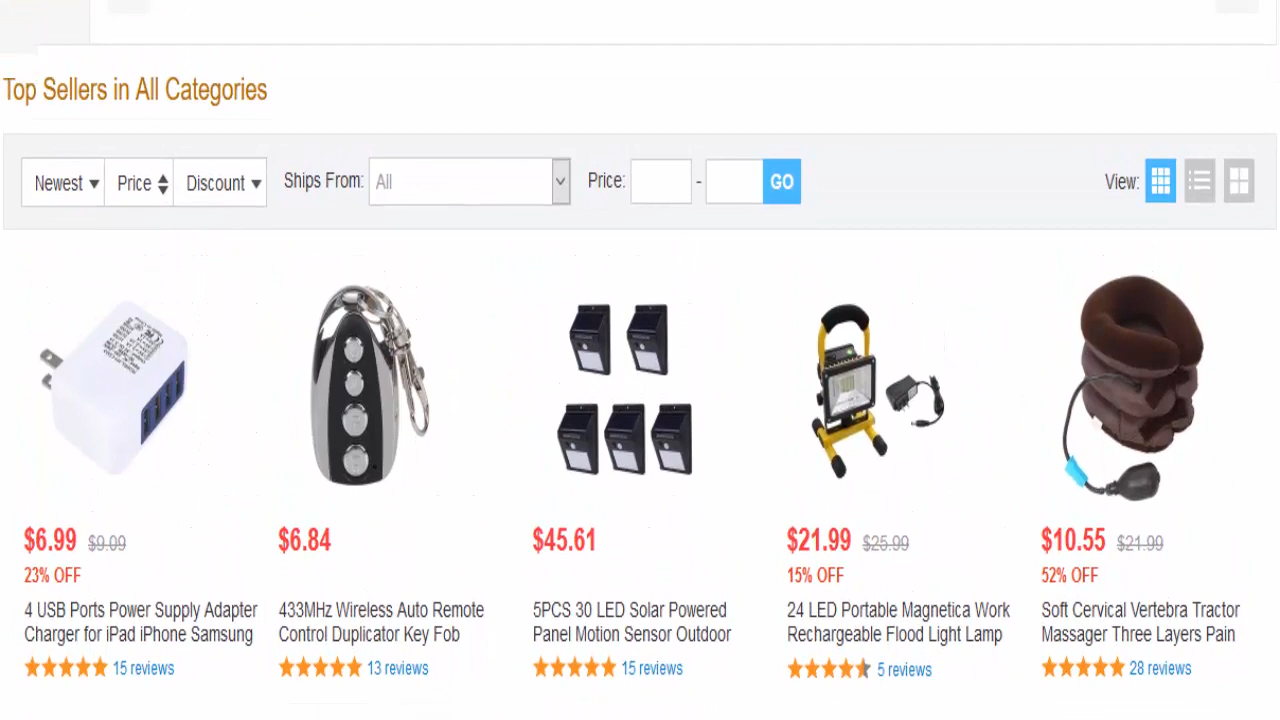 Top Sellers in All Categories
Newest Price Discount Ships From: All Price: - GO View:
$6.99 $9.09
23% OFF
4 USB Ports Power Supply Adapter
Charger for iPad iPhone Samsung
15 reviews
$6.84
433MHz Wireless Auto Remote
Control Duplicator Key Fob
13 reviews
$45.61
5PCS 30 LED Solar Powered
Panel Motion Sensor Outdoor
15 reviews
$21.99 $25.99
15% OFF
24 LED Portable Magnetica Work
Rechargeable Flood Light Lamp
5 reviews
$10.55 $21.99
52% OFF
Soft Cervical Vertebra Tractor
Massager Three Layers Pain
28 reviews